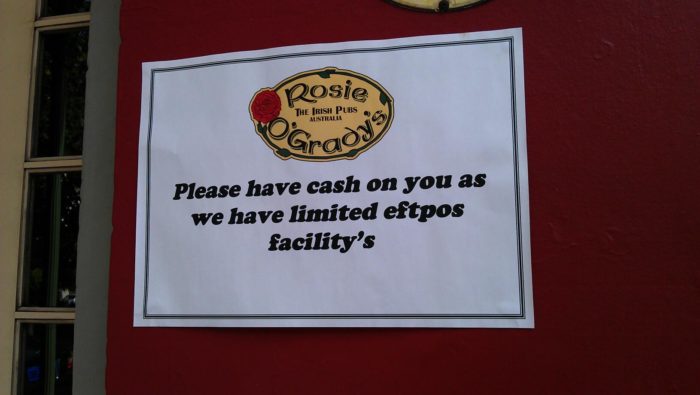 Rosie
THE IRISH PUBS
AUSTRALIA
O'Grady's
Please have cash on you as
we have limited eftpos
facility's